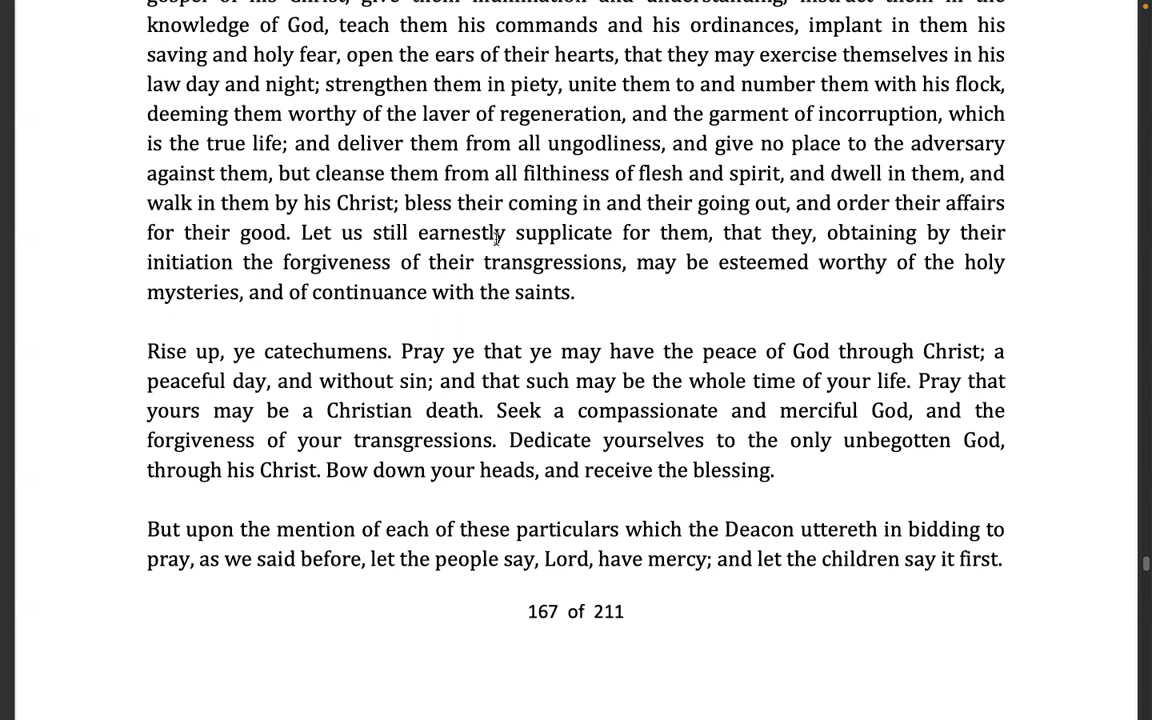 gospel of his Christ, give them illumination and understanding, instruct them in the
knowledge of God, teach them his commands and his ordinances, implant in them his
saving and holy fear, open the ears of their hearts, that they may exercise themselves in his
law day and night; strengthen them in piety, unite them to and number them with his flock,
deeming them worthy of the laver of regeneration, and the garment of incorruption, which
is the true life; and deliver them from all ungodliness, and give no place to the adversary
against them, but cleanse them from all filthiness of flesh and spirit, and dwell in them, and
walk in them by his Christ; bless their coming in and their going out, and order their affairs
for their good. Let us still earnestly supplicate for them, that they, obtaining by their
initiation the forgiveness of their transgressions, may be esteemed worthy of the holy
mysteries, and of continuance with the saints.
Rise up, ye catechumens. Pray ye that ye may have the peace of God through Christ; a
peaceful day, and without sin; and that such may be the whole time of your life. Pray that
yours may be a Christian death. Seek a compassionate and merciful God, and the
forgiveness of your transgressions. Dedicate yourselves to the only unbegotten God,
through his Christ. Bow down your heads, and receive the blessing.
But upon the mention of each of these particulars which the Deacon uttereth in bidding to
pray, as we said before, let the people say, Lord, have mercy; and let the children say it first.
167 of 211